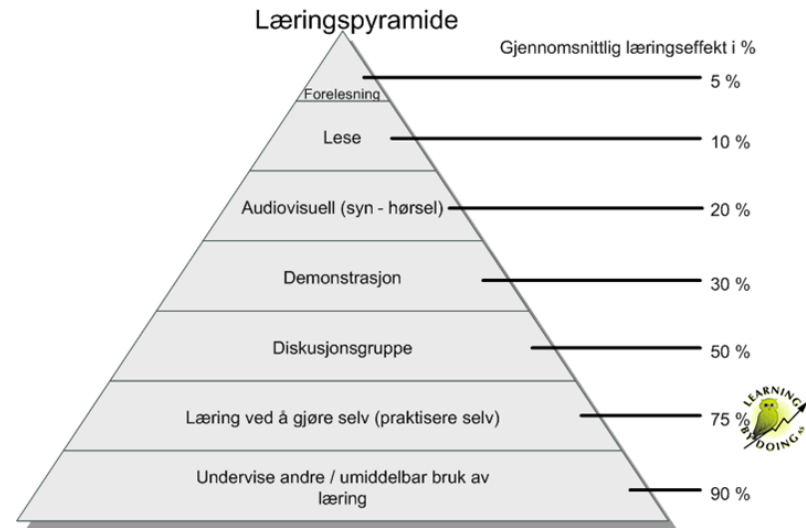 Læringspyramide
Gjennomsnittlig læringseffekt i %
Forelesning
5 %
Lese
10 %
Audiovisuell (syn - hørsel)
20 %
Demonstrasjon
30 %
Diskusjonsgruppe
50 %
Læring ved å gjøre selv (praktisere selv)
75 %
LEARNING
BY DOING AS
Undervise andre / umiddelbar bruk av
læring
90 %